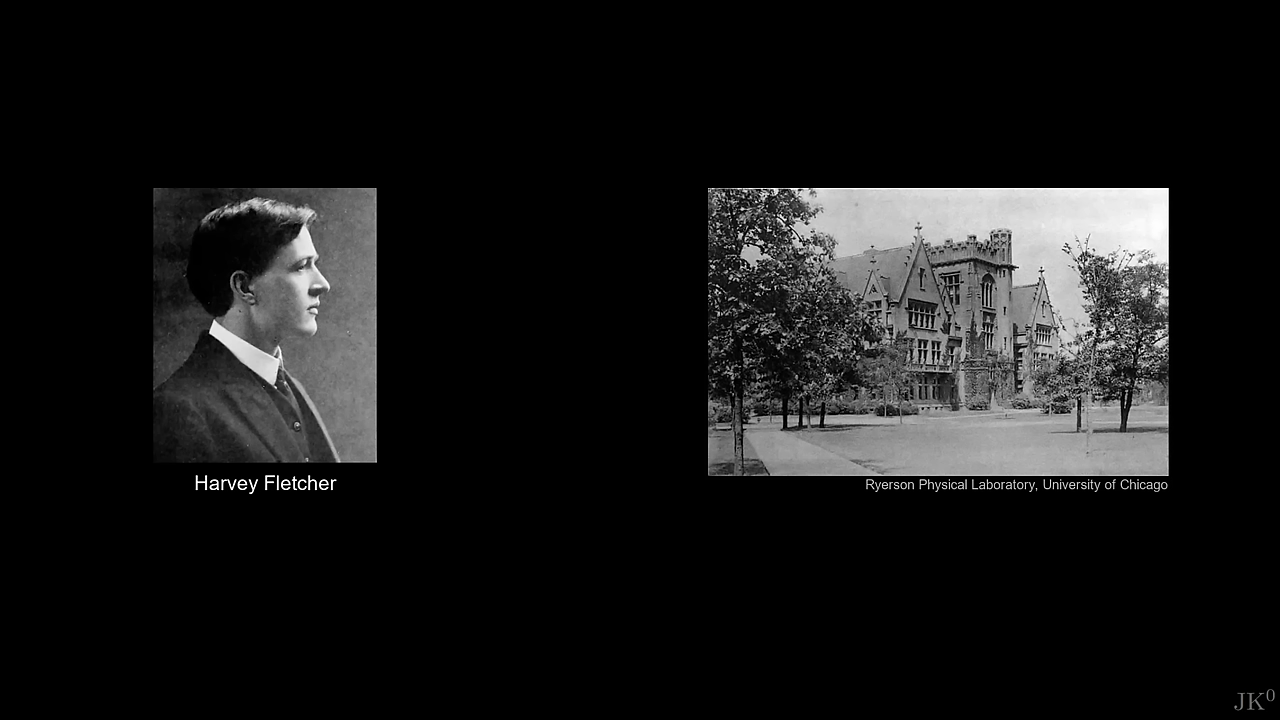 Harvey Fletcher
Ryerson Physical Laboratory, University of Chicago
JK⁰